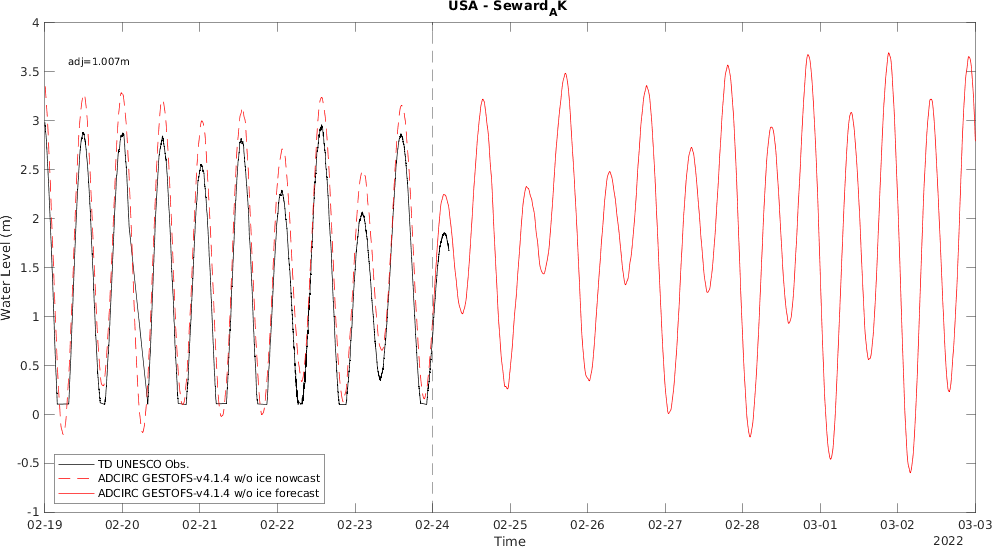 USA - Seward_AK
adj=1.007m
4
3.5
3
2.5
2
1.5
1
0.5
0
-0.5
-1
Water Level (m)
TD UNESCO Obs.
ADCIRC GESTOFS-v4.1.4 w/o ice nowcast
ADCIRC GESTOFS-v4.1.4 w/o ice forecast
02-19 02-20 02-21 02-22 02-23 02-24 02-25 02-26 02-27 02-28 03-01 03-02 03-03
Time
2022